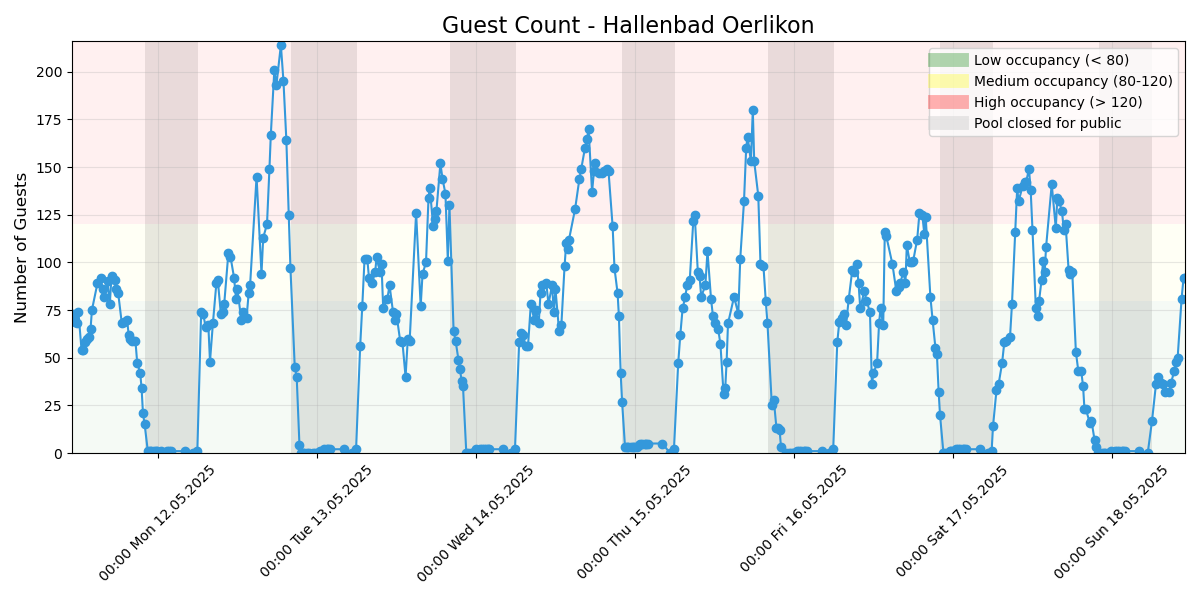 Guest Count - Hallenbad Oerlikon
Low occupancy (< 80)
Medium occupancy (80-120)
High occupancy (> 120)
Pool closed for public
Number of Guests
200
175
150
125
100
75
50
25
0
00:00 Mon 12.05.2025
00:00 Tue 13.05.2025
00:00 Wed 14.05.2025
00:00 Thu 15.05.2025
00:00 Fri 16.05.2025
00:00 Sat 17.05.2025
00:00 Sun 18.05.2025